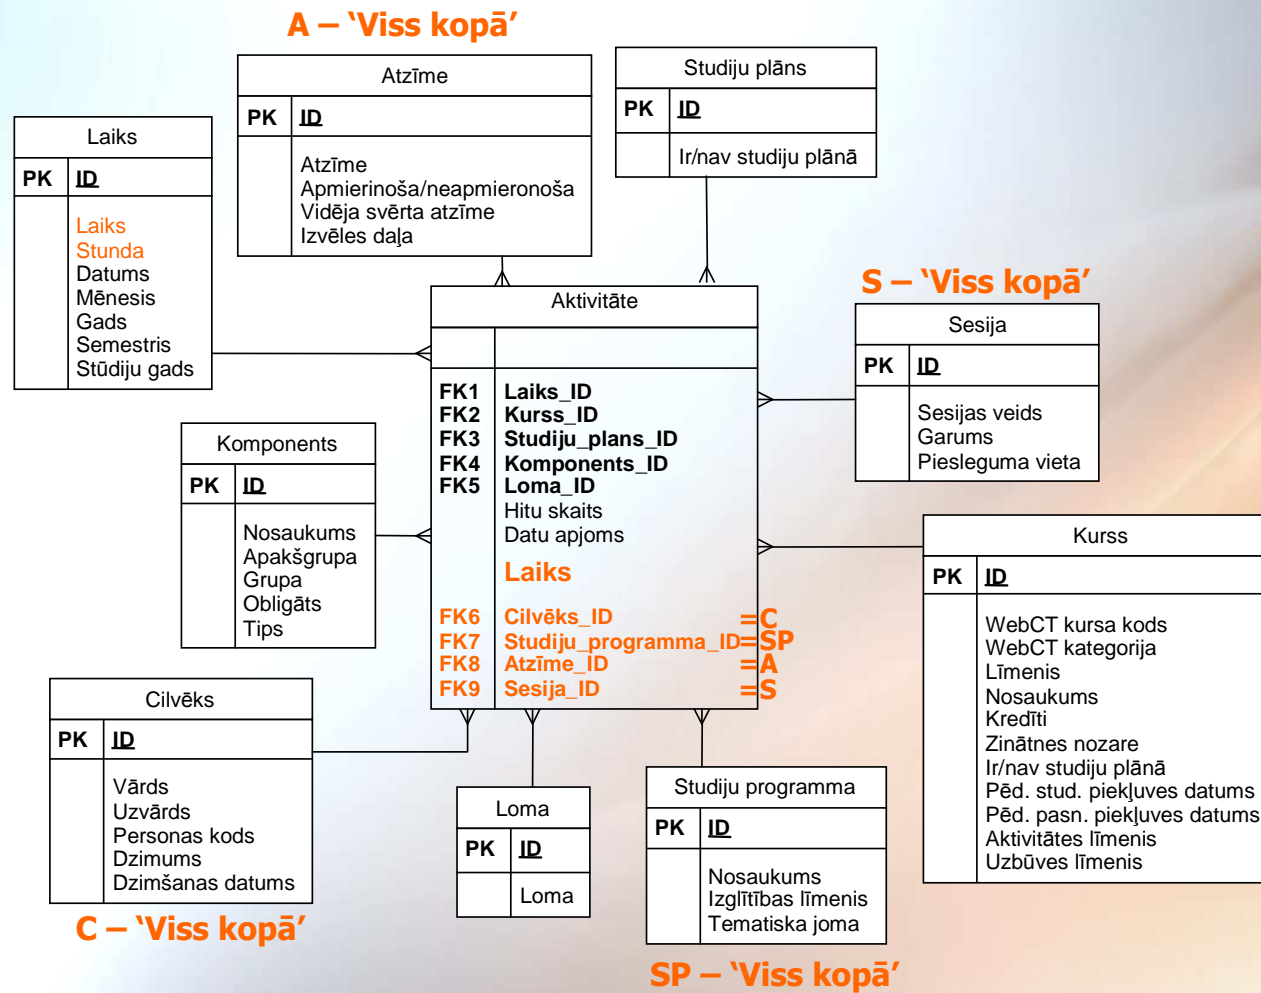 A – ‘Viss kopā’
Atzīme
PK ID
Atzīme
Apmierinoša/neapmieronoša
Vidēja svērta atzīme
Izvēles daļa
Studiju plāns
PK ID
Ir/nav studiju plānā
Laiks
PK ID
Laiks
Stunda
Datums
Mēnesis
Gads
Semestris
Stūdiju gads
S – ‘Viss kopā’
Sesija
PK ID
Sesijas veids
Garums
Piesleguma vieta
Aktivitāte
FK1 Laiks_ID
FK2 Kurss_ID
FK3 Studiju_plans_ID
FK4 Komponents_ID
FK5 Loma_ID
Hitu skaits
Datu apjoms
Laiks
FK6 Cilvēks_ID =C
FK7 Studiju_programma_ID=SP
FK8 Atzīme_ID =A
FK9 Sesija_ID =S
Komponents
PK ID
Nosaukums
Apakšgrupa
Grupa
Obligāts
Tips
Kurss
PK ID
WebCT kursa kods
WebCT kategorija
Līmenis
Nosaukums
Kredīti
Zinātnes nozare
Ir/nav studiju plānā
Pēd. stud. piekļuves datums
Pēd. pasn. piekļuves datums
Aktivitātes līmenis
Uzbūves līmenis
Cilvēks
PK ID
Vārds
Uzvārds
Personas kods
Dzimums
Dzimšanas datums
C – ‘Viss kopā’
Loma
PK ID
Loma
Studiju programma
PK ID
Nosaukums
Izglītības līmenis
Tematiska joma
SP – ‘Viss kopā’